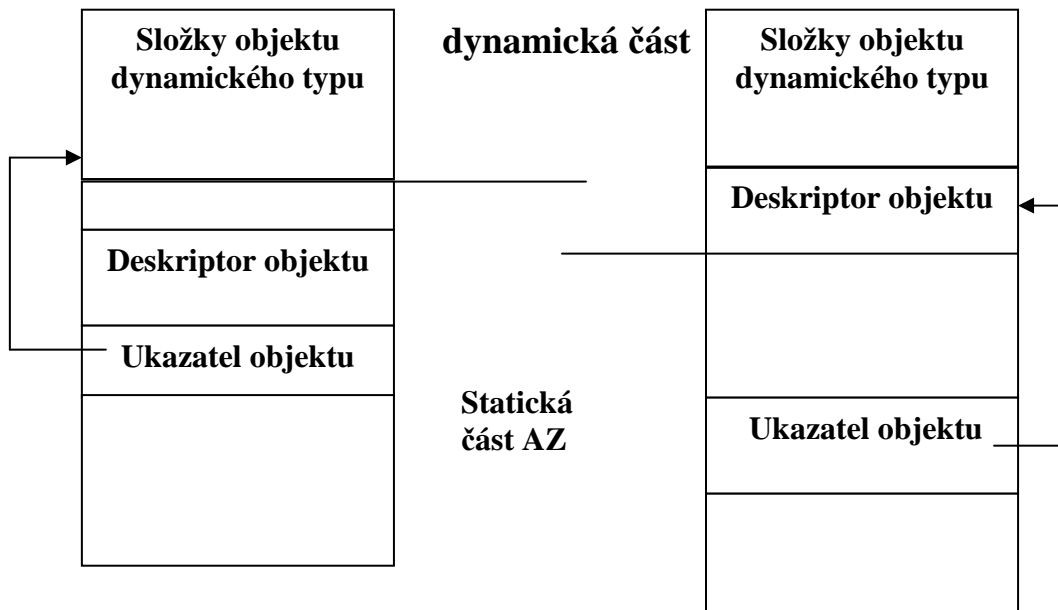 Složky objektu
dynamického typu
dynamická část
Složky objektu
dynamického typu
Deskriptor objektu
Deskriptor objektu
Ukazatel objektu
Statická
část AZ
Ukazatel objektu